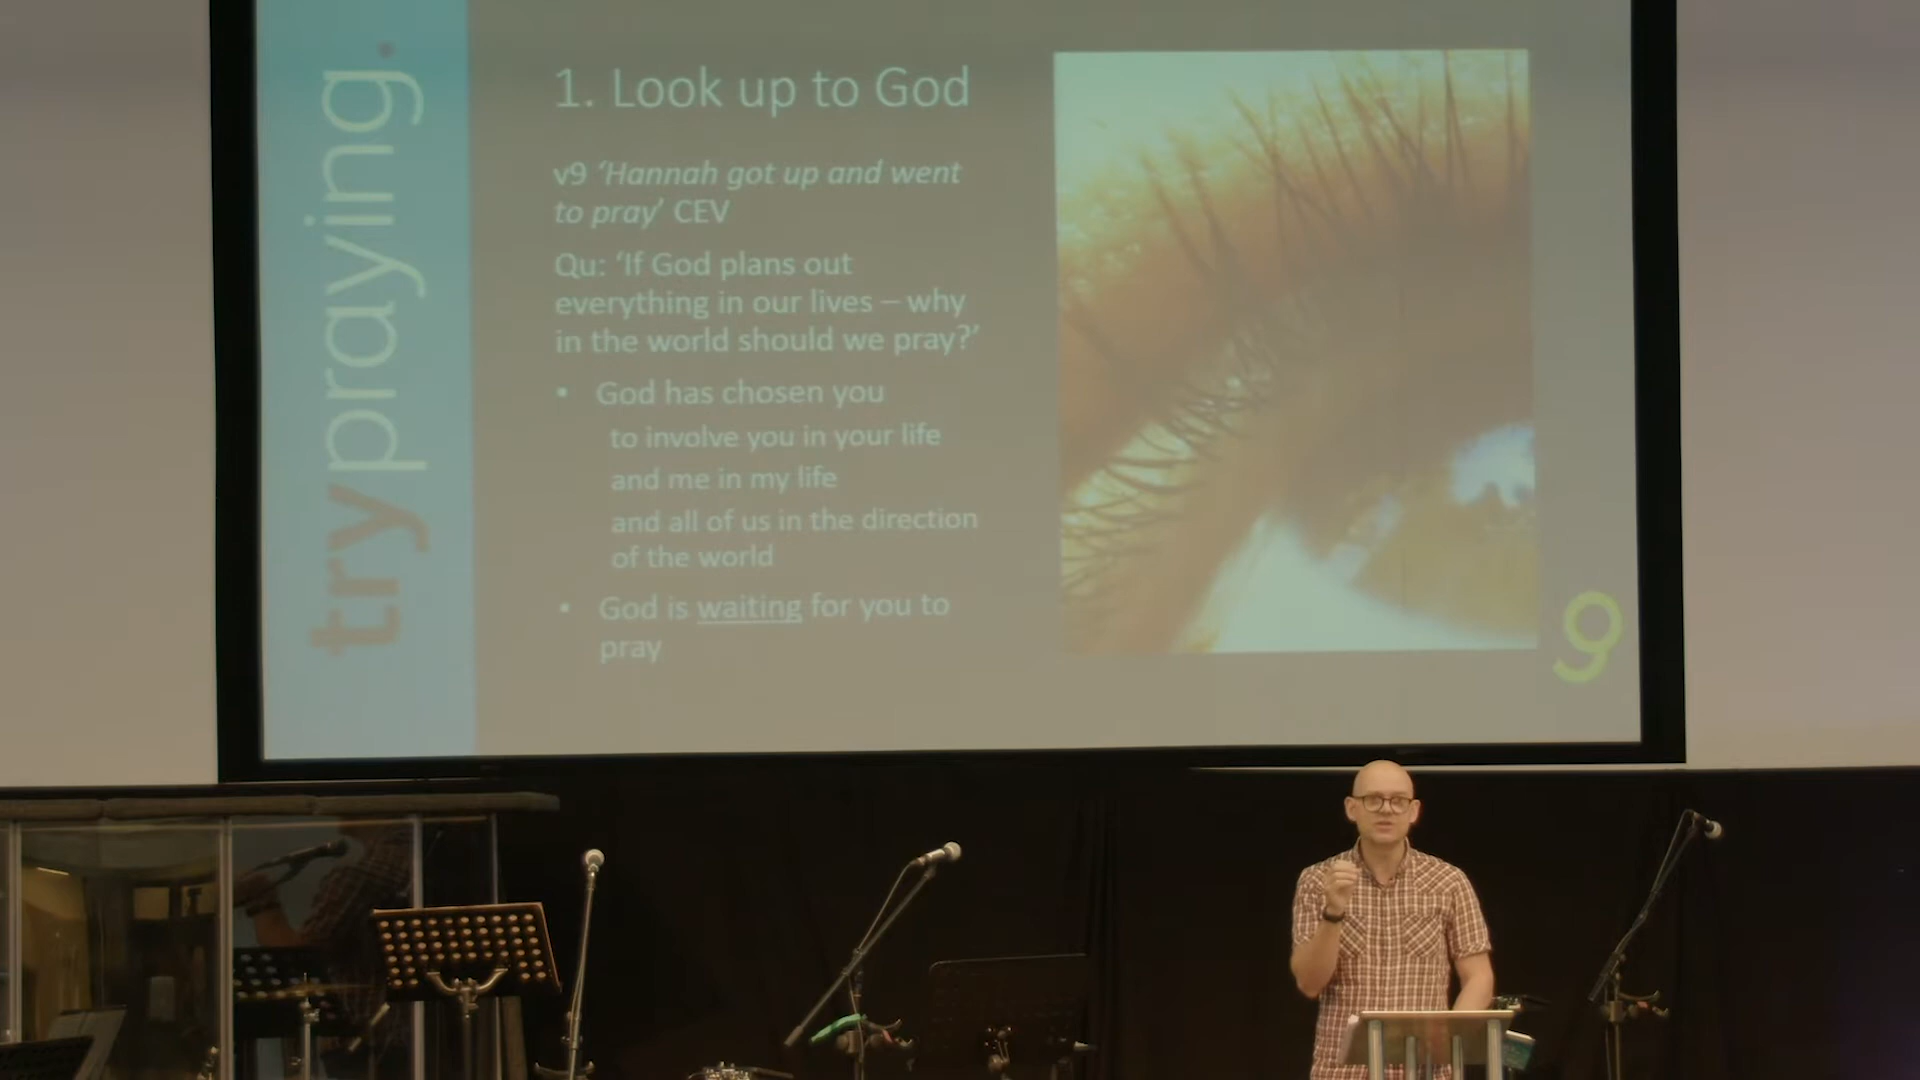 trypraying.
1. Look up to God
v9 ‘Hannah got up and went
to pray’ CEV
Qu: ‘If God plans out
everything in our lives – why
in the world should we pray?’
• God has chosen you
to involve you in your life
and me in my life
and all of us in the direction
of the world
• God is waiting for you to
pray